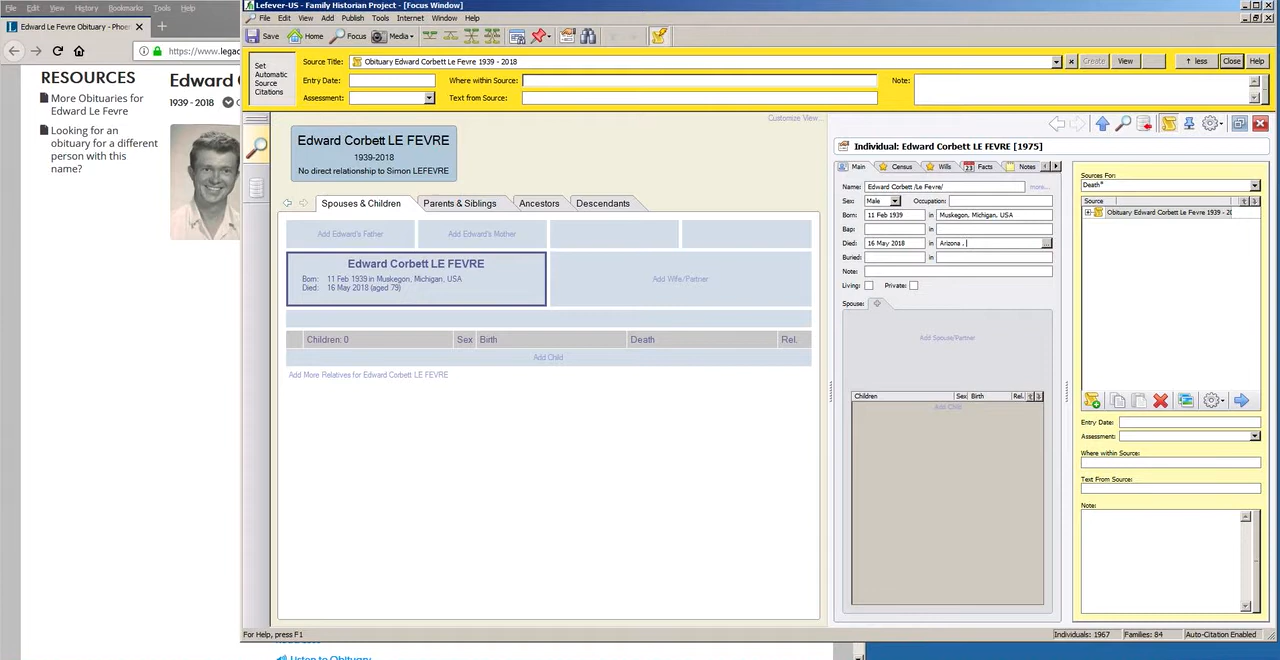 File Edit View History Bookmarks Tools Help
Edward Le Fevre Obituary - Phoe
https://www.legac
RESOURCES
More Obituaries for
Edward Le Fevre
Looking for an
obituary for a different
person with this
name?
Edward
1939 - 2018
Listen to Obituary
Lefever-US - Family Historian Project - [Focus Window]
File Edit View Add Publish Tools Internet Window Help
Save Home Focus Media
Set
Automatic
Source
Citations
Source Title: Obituary Edward Corbett Le Fevre 1939 - 2018 Create View less Close Help
Entry Date: Where within Source: Note:
Assessment: Text from Source:
Customize View...
Edward Corbett LE FEVRE
1939-2018
No direct relationship to Simon LEFEVRE
Spouses & Children Parents & Siblings Ancestors Descendants
Add Edward's Father Add Edward's Mother
Edward Corbett LE FEVRE
Born: 11 Feb 1939 in Muskegon, Michigan, USA
Died: 16 May 2018 (aged 79)
Add Wife/Partner
Children: 0 Sex Birth Death Rel.
Add Child
Add More Relatives for Edward Corbett LE FEVRE
Individual: Edward Corbett LE FEVRE [1975]
Main Census Wills 23 Facts Notes
Name: Edward Corbett /Le Fevre/ more...
Sex: Male Occupation:
Born: 11 Feb 1939 in Muskegon, Michigan, USA
Bap: in
Died: 16 May 2018 in Arizona , ...
Buried: in
Note:
Living: Private:
Spouse:
Add Spouse/Partner
Children Sex Birth Rel.
Add Child
Sources For:
Death*
Source
Obituary Edward Corbett Le Fevre 1939 - 20
Entry Date:
Assessment:
Where within Source:
Text From Source:
Note:
For Help, press F1
Individuals: 1967 Families: 84 Auto-Citation Enabled